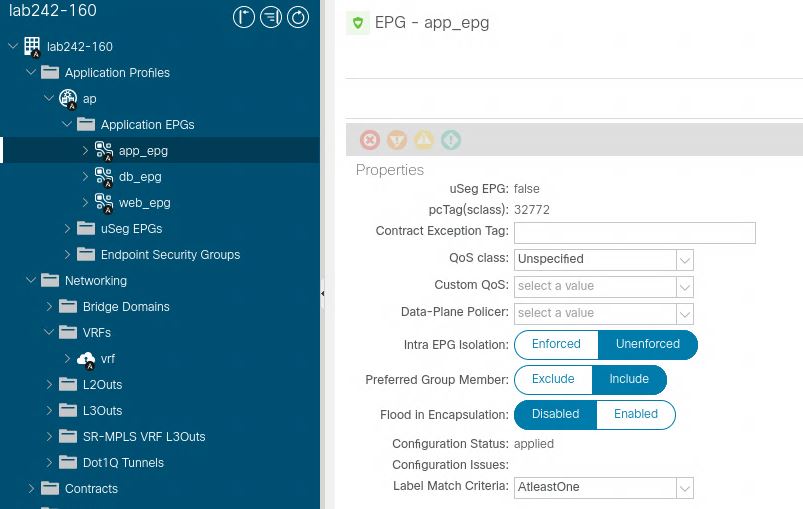 lab242-160
lab242-160
Application Profiles
ap
Application EPGs
app_epg
db_epg
web_epg
uSeg EPGs
Endpoint Security Groups
Networking
Bridge Domains
VRFs
vrf
L2Outs
L3Outs
SR-MPLS VRF L3Outs
Dot1Q Tunnels
Contracts
EPG - app_epg
Properties
uSeg EPG: false
pcTag(sclass): 32772
Contract Exception Tag:
QoS class: Unspecified
Custom QoS: select a value
Data-Plane Policer: select a value
Intra EPG Isolation: Enforced Unenforced
Preferred Group Member: Exclude Include
Flood in Encapsulation: Disabled Enabled
Configuration Status: applied
Configuration Issues:
Label Match Criteria: AtleastOne